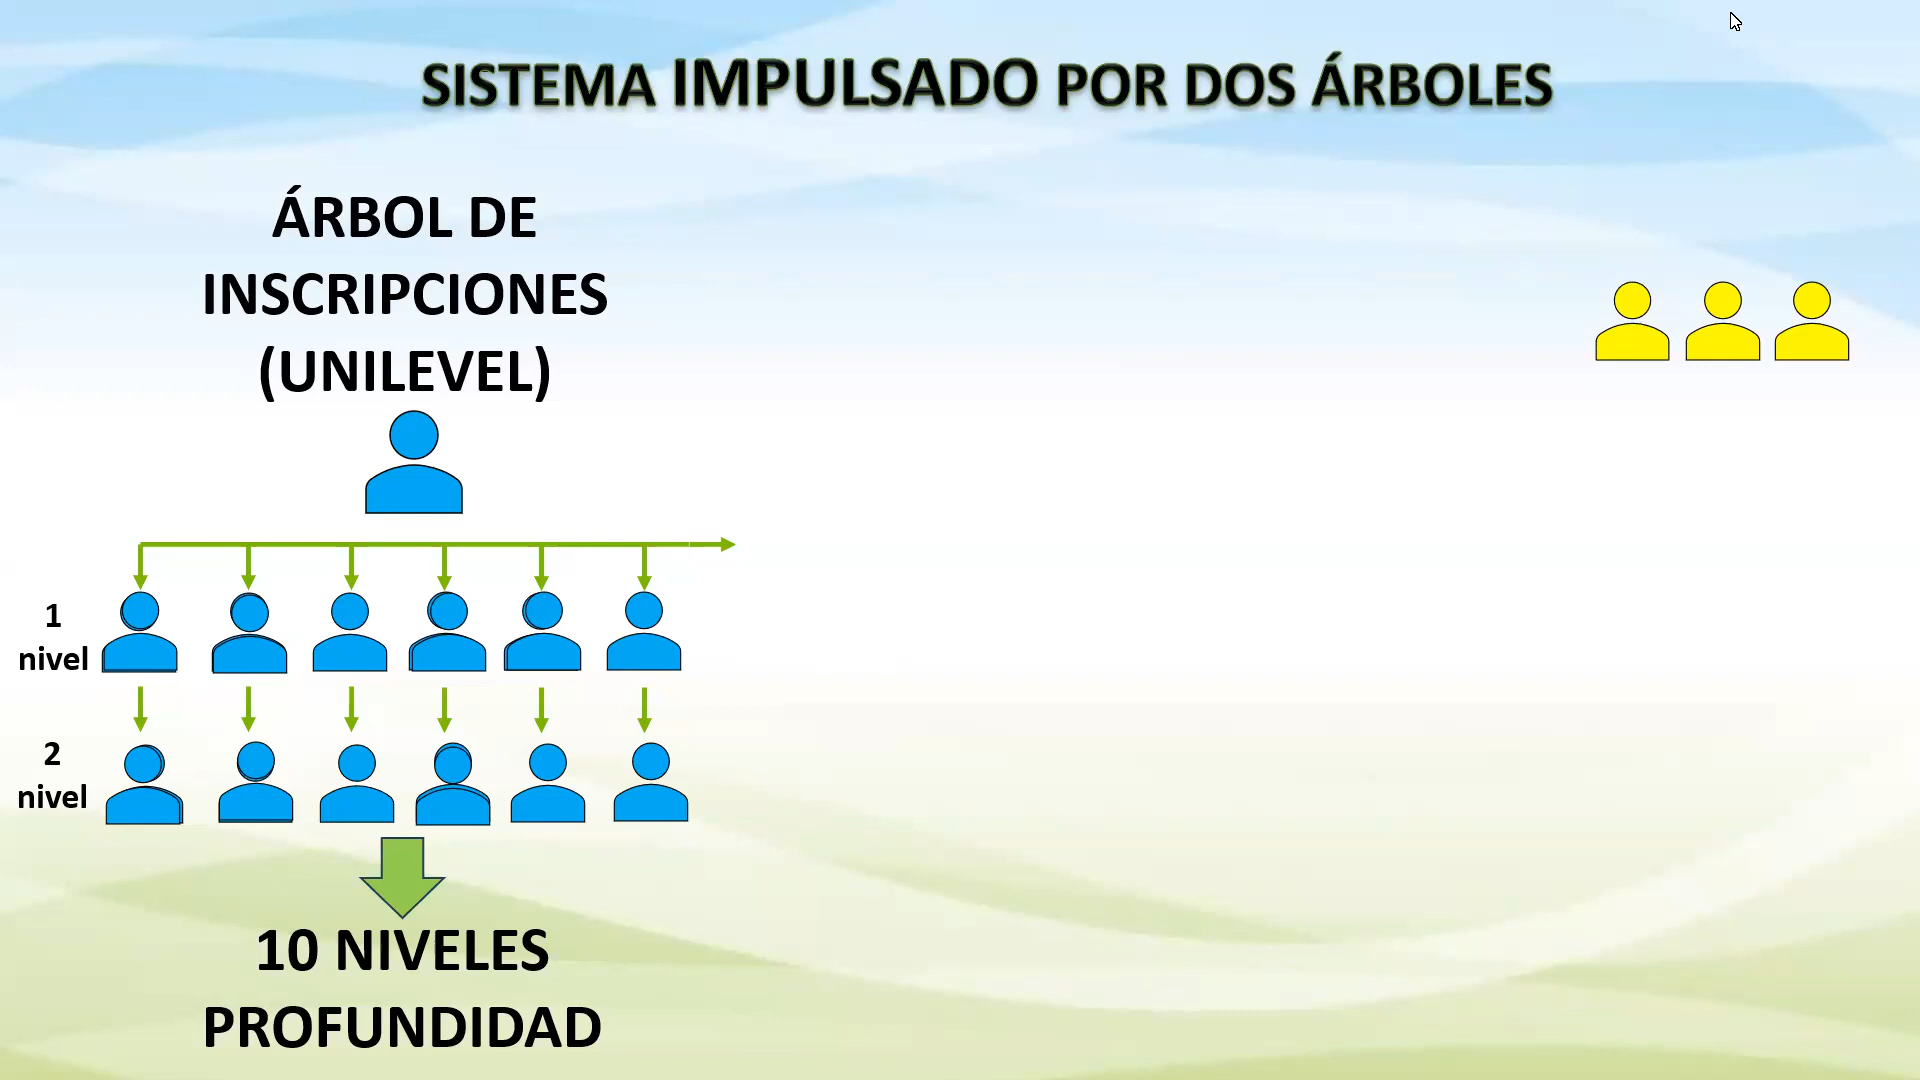 SISTEMA IMPULSADO POR DOS ÁRBOLES
ÁRBOL DE
INSCRIPCIONES
(UNILEVEL)
1
nivel
2
nivel
10 NIVELES
PROFUNDIDAD